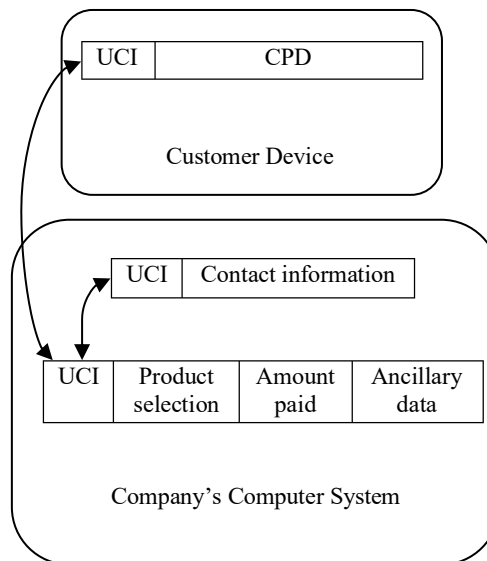 UCI CPD
Customer Device
UCI Contact information
UCI Product selection Amount paid Ancillary data
Company’s Computer System